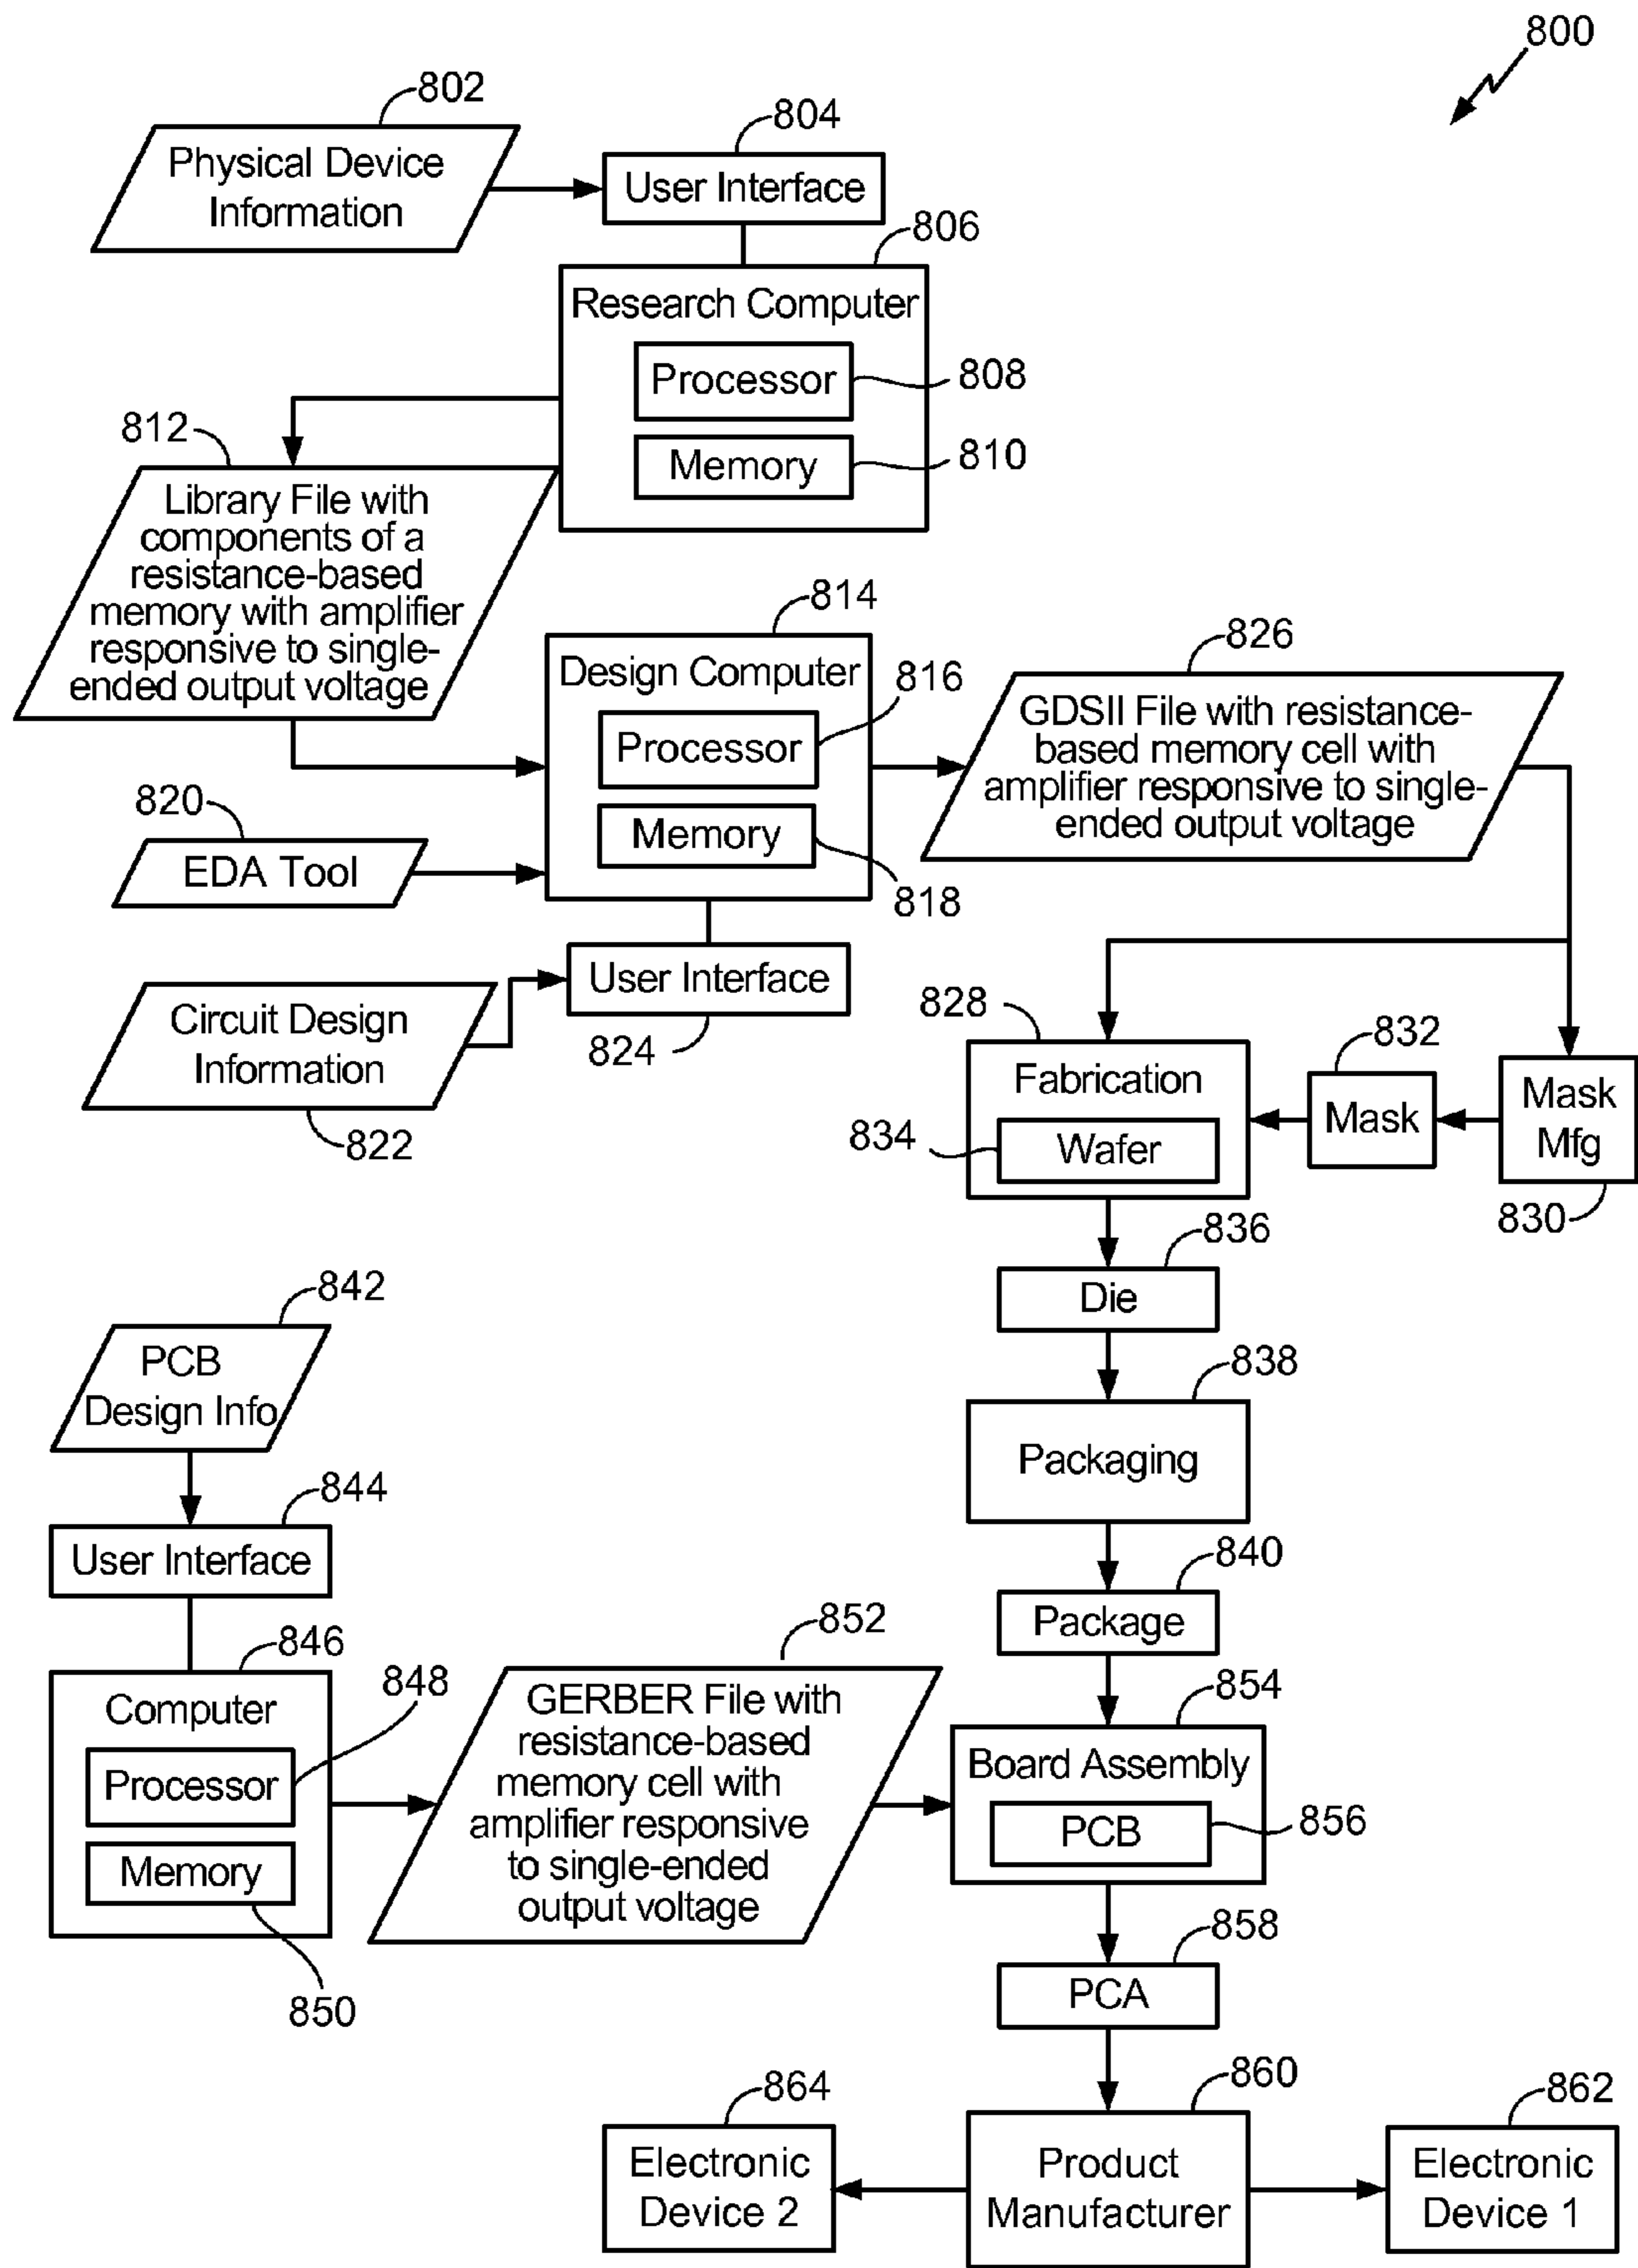 800
802
Physical Device
Information
804
User Interface
806
Research Computer
Processor
808
Memory
810
812
Library File with
components of a
resistance-based
memory with amplifier
responsive to single-
ended output voltage
814
Design Computer
Processor
816
Memory
818
820
EDA Tool
822
Circuit Design
Information
User Interface
824
826
GDSII File with resistance-
based memory cell with
amplifier responsive to single-
ended output voltage
828
Fabrication
834
Wafer
832
Mask
Mask
Mfg
830
836
Die
838
Packaging
840
Package
842
PCB
Design Info
844
User Interface
846
Computer
848
Processor
Memory
850
852
GERBER File with
resistance-based
memory cell with
amplifier responsive
to single-ended
output voltage
854
Board Assembly
PCB
856
858
PCA
860
Product
Manufacturer
864
Electronic
Device 2
862
Electronic
Device 1